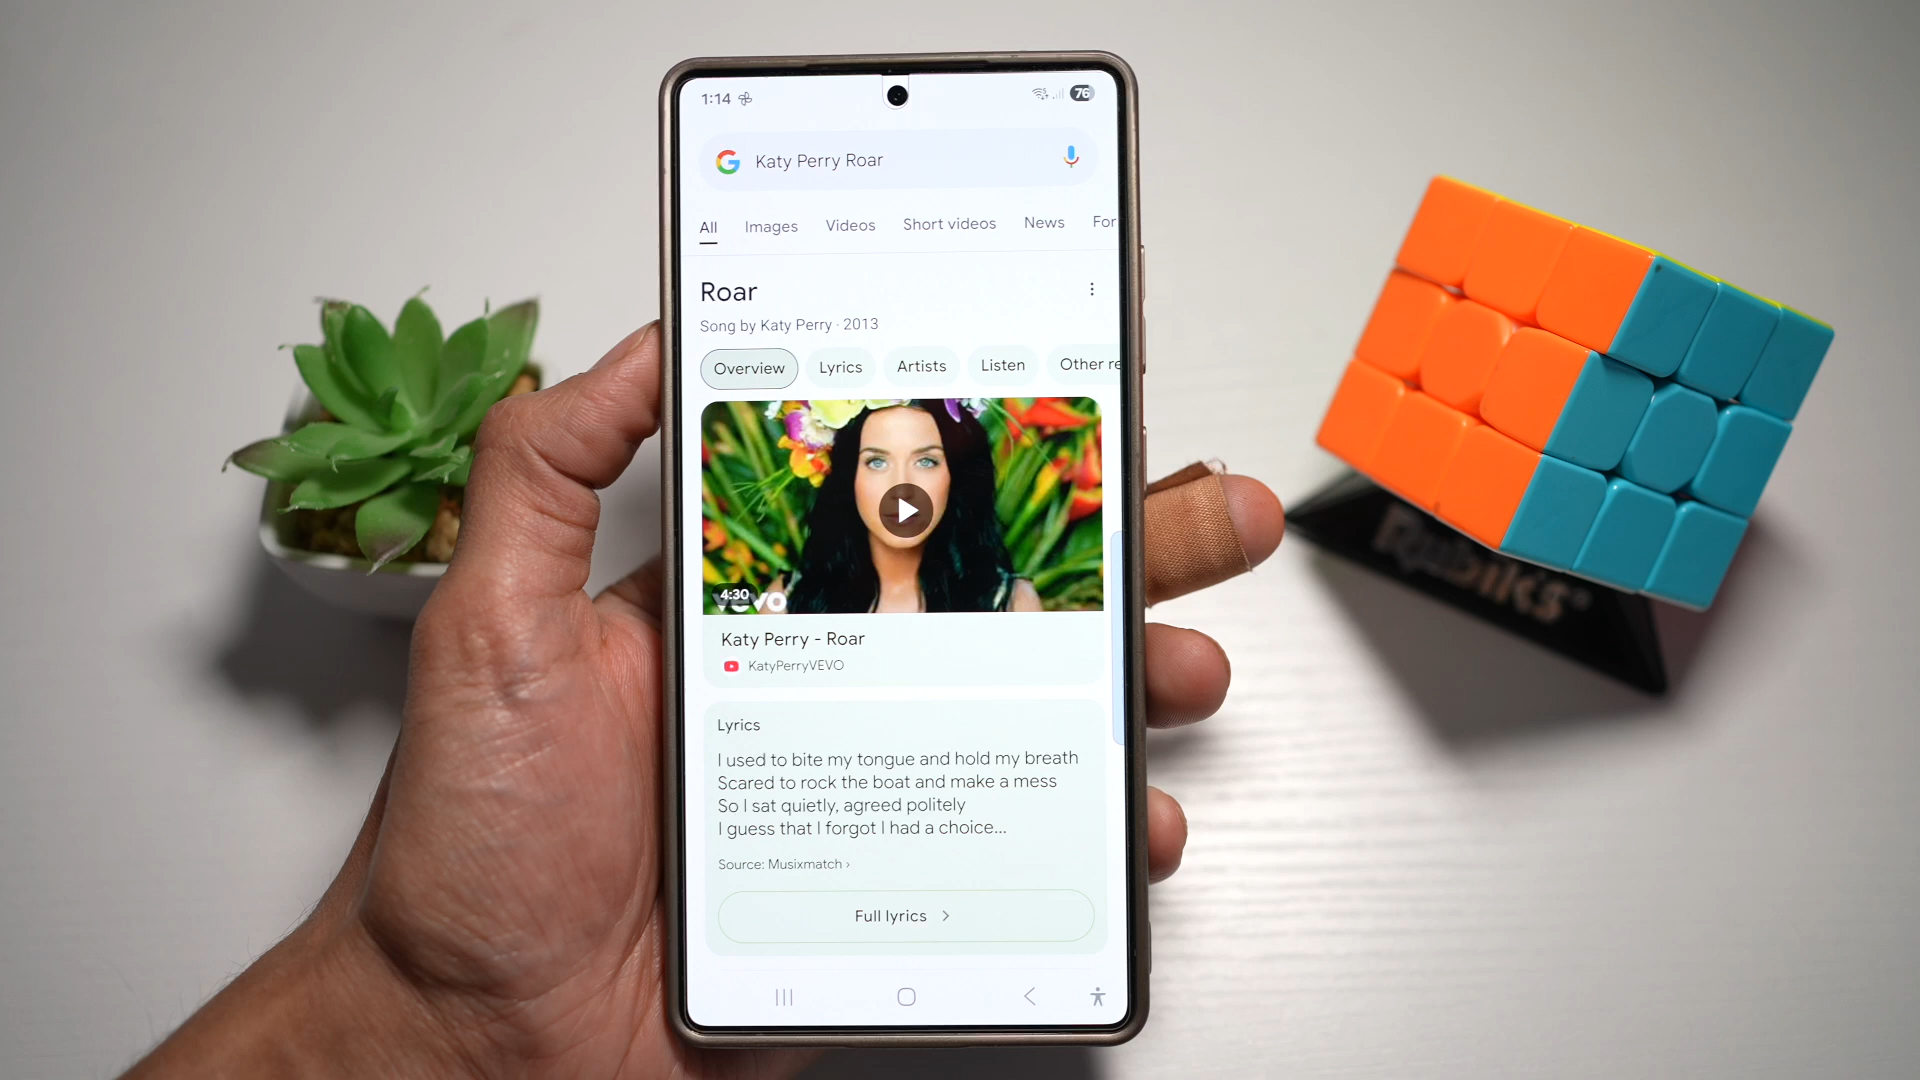 1:14
76
Katy Perry Roar
All Images Videos Short videos News For
Roar
Song by Katy Perry · 2013
Overview Lyrics Artists Listen Other re
4:30
vevo
Katy Perry - Roar
KatyPerryVEVO
Lyrics
I used to bite my tongue and hold my breath
Scared to rock the boat and make a mess
So I sat quietly, agreed politely
I guess that I forgot I had a choice...
Source: Musixmatch ›
Full lyrics >
Rubik's®